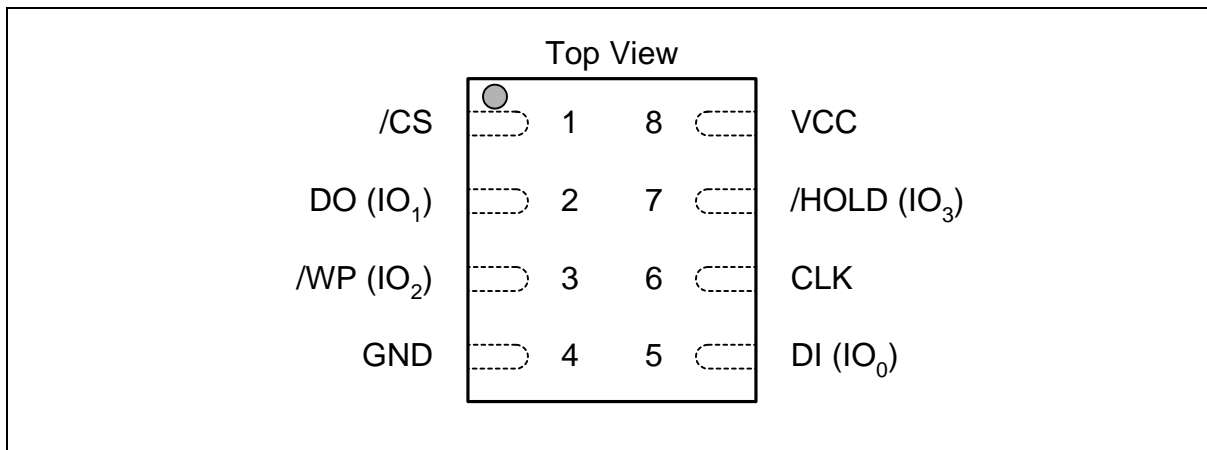 Top View
/CS 1 8 VCC
DO (IO₁) 2 7 /HOLD (IO₃)
/WP (IO₂) 3 6 CLK
GND 4 5 DI (IO₀)